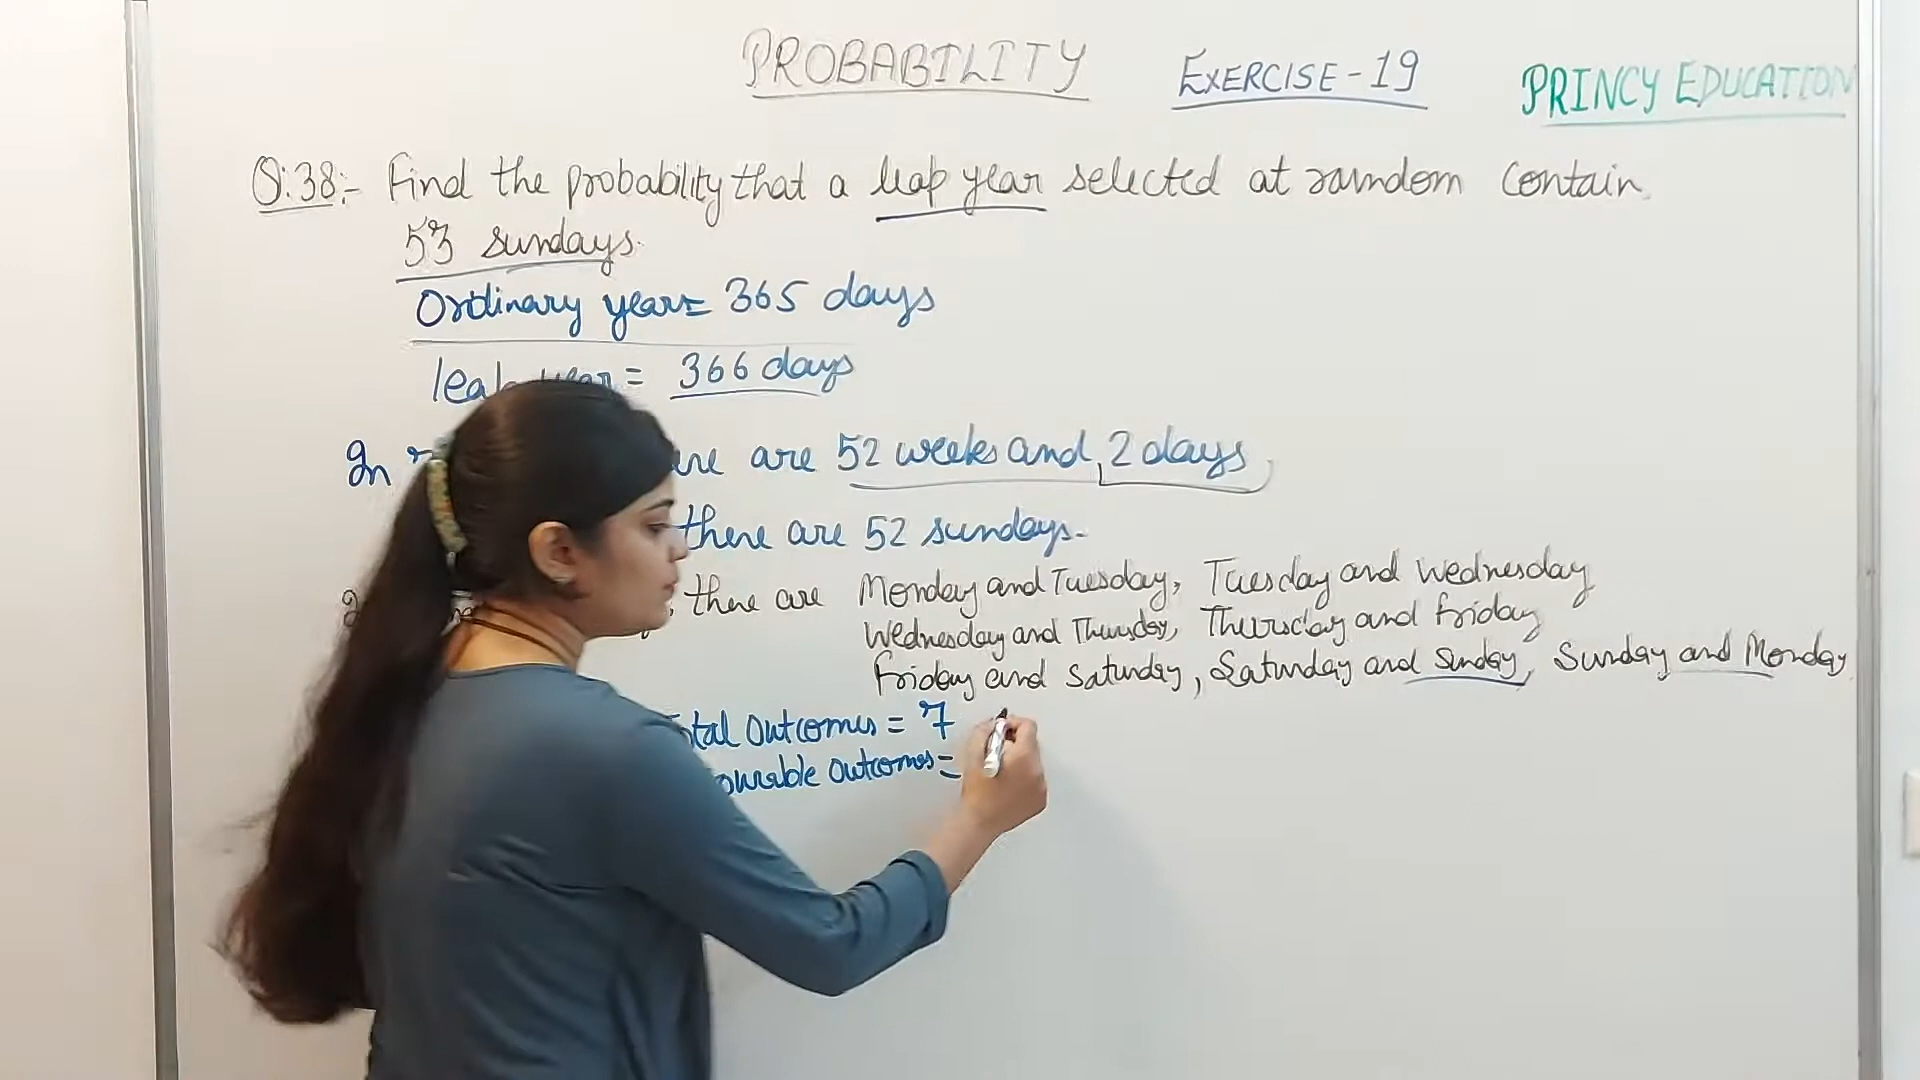 PROBABILITY EXERCISE-19 PRINCY EDUCATION
Q:38:- Find the probability that a leap year selected at random contain
53 sundays.
Ordinary year= 365 days
= 366 days
In are 52 weeks and 2 days
there are 52 sundays.
, there are Monday and Tuesday, Tuesday and Wednesday
Wednesday and Thursday, Thursday and Friday
Friday and Saturday, Saturday and Sunday, Sunday and Monday
Outcomes = 7
Outcomes =